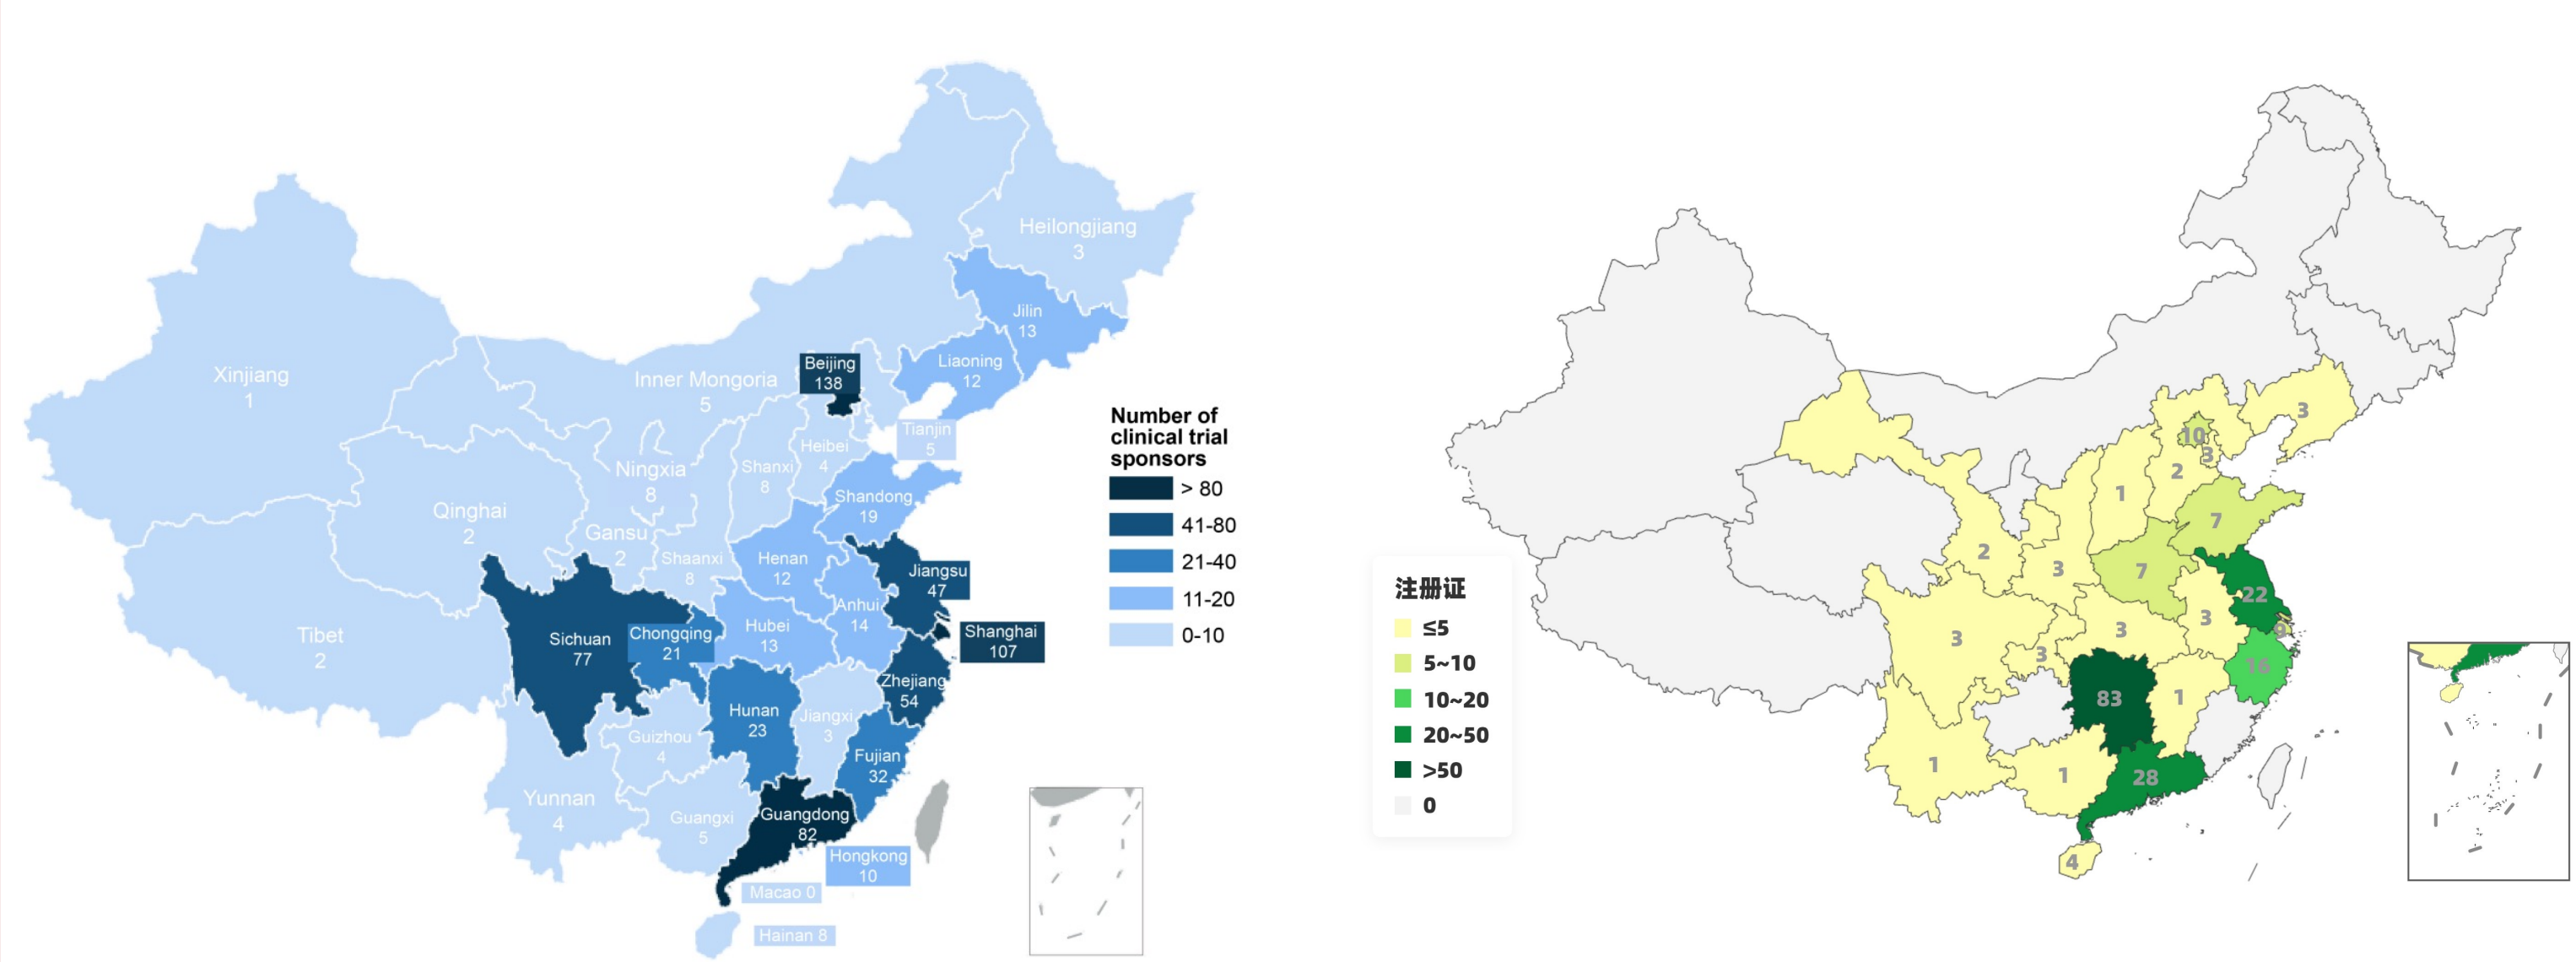 Heilongjiang
3
Jilin
13
Liaoning
12
Beijing
138
Inner Mongoria
5
Xinjiang
1
Tianjin
5
Heibei
4
Shanxi
8
Ningxia
8
Shandong
19
Qinghai
2
Gansu
2
Shaanxi
8
Henan
12
Jiangsu
47
Anhui
14
Tibet
2
Sichuan
77
Chongqing
21
Hubei
13
Shanghai
107
Zhejiang
54
Hunan
23
Jiangxi
3
Guizhou
4
Fujian
32
Yunnan
4
Guangxi
5
Guangdong
82
Hongkong
10
Macao 0
Hainan 8
Number of
clinical trial
sponsors
> 80
41-80
21-40
11-20
0-10
3
10
3
2
1
7
2
3
7
22
3
9
3
3
3
16
83
1
1
1
28
4
注册证
≤5
5~10
10~20
20~50
>50
0